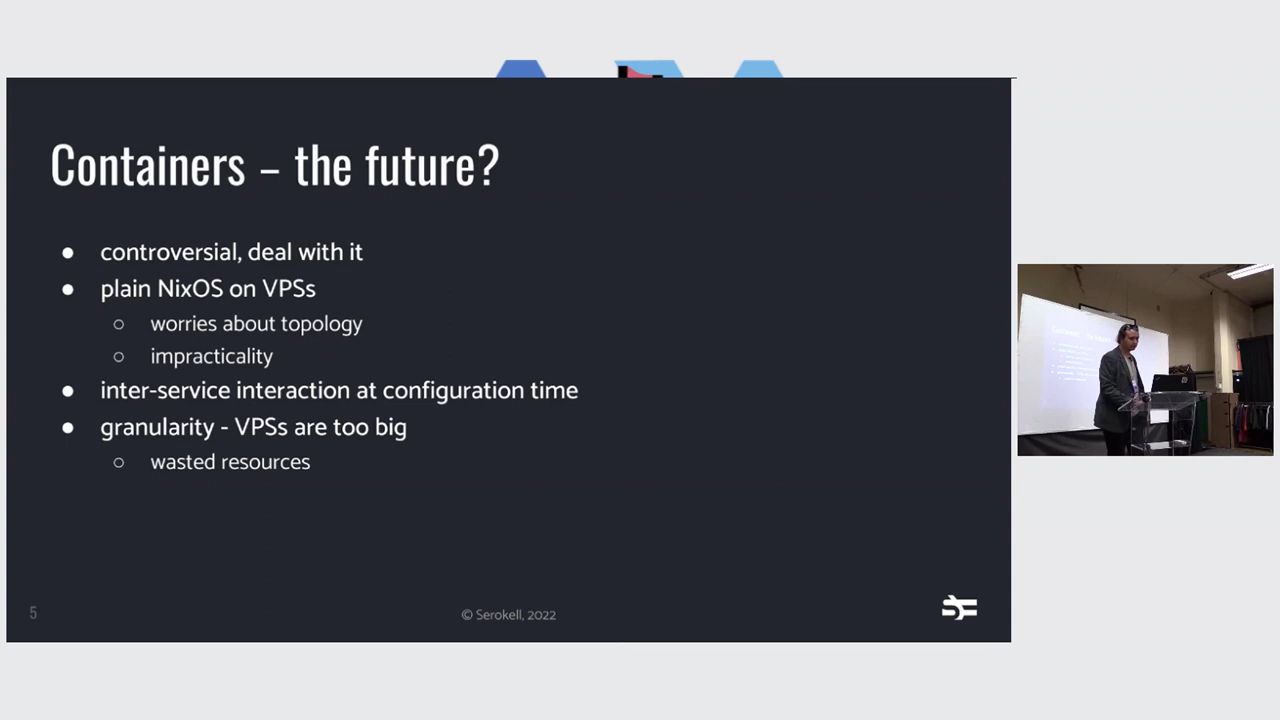 Containers – the future?
● controversial, deal with it
● plain NixOS on VPSs
○ worries about topology
○ impracticality
● inter-service interaction at configuration time
● granularity - VPSs are too big
○ wasted resources
5
© Serokell, 2022